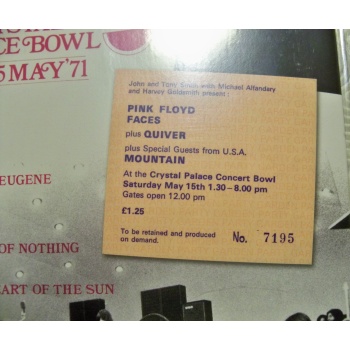 CE BOWL
5 MAY '71
John and Tony Smith with Michael Alfandary
and Harvey Goldsmith present:
PINK FLOYD
FACES
plus QUIVER
plus Special Guests from U.S.A.
MOUNTAIN
At the Crystal Palace Concert Bowl
Saturday May 15th 1.30-8.00 pm
Gates open 12.00 pm
£1.25
To be retained and produced
on demand.
No. 7195
EUGENE
OF NOTHING
ART OF THE SUN